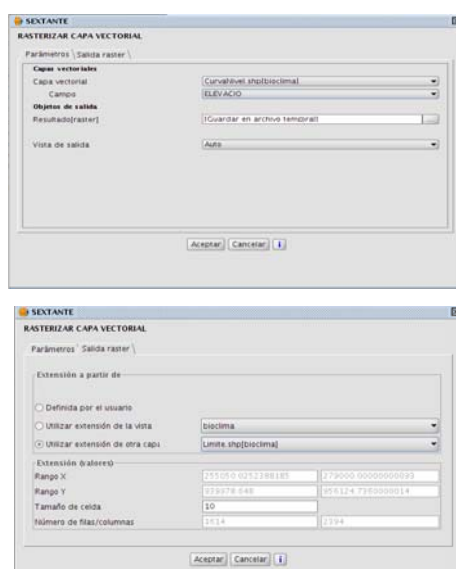 SEXTANTE
RASTERIZAR CAPA VECTORIAL
Parámetros Salida raster
Capas vectoriales
Capa vectorial CurvaNivel.shp[bioclima]
Campo ELEVACIO
Objetos de salida
Resultado[raster] [Guardar en archivo temporal] ...
Vista de salida Auto
Aceptar Cancelar i
SEXTANTE
RASTERIZAR CAPA VECTORIAL
Parámetros Salida raster
Extensión a partir de
Definida por el usuario
Utilizar extensión de la vista bioclima
Utilizar extensión de otra capa Limite.shp[bioclima]
Extensión (valores)
Rango X
Rango Y
Tamaño de celda 10
Número de filas/columnas 1614 2394
Aceptar Cancelar i